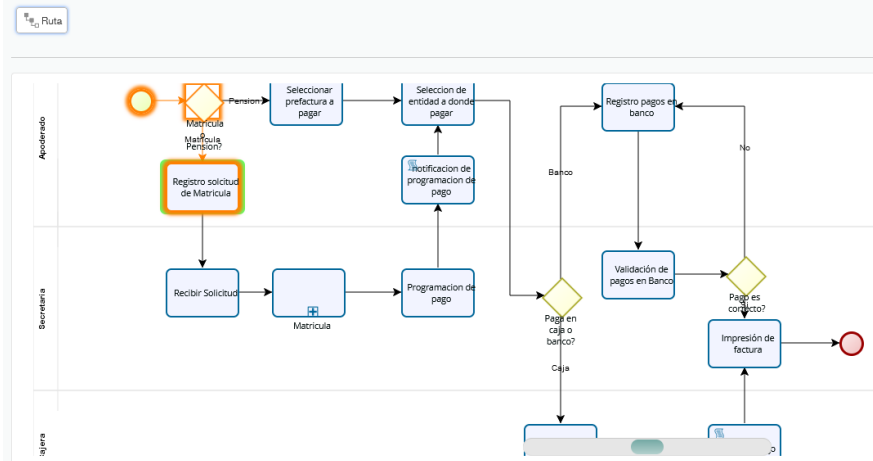 Ruta
Apoderado
Matricula
o
Pension?
Matricula
Pension
Seleccionar
prefactura a
pagar
Seleccion de
entidad a donde
pagar
Registro pagos en
banco
Registro solcitud
de Matricula
notificacion de
programacion de
pago
Banco
No
Secretaria
Recibir Solicitud
Matricula
Programacion de
pago
Paga en
caja o
banco?
Validación de
pagos en Banco
Pago es
correcto?
Impresión de
factura
Caja